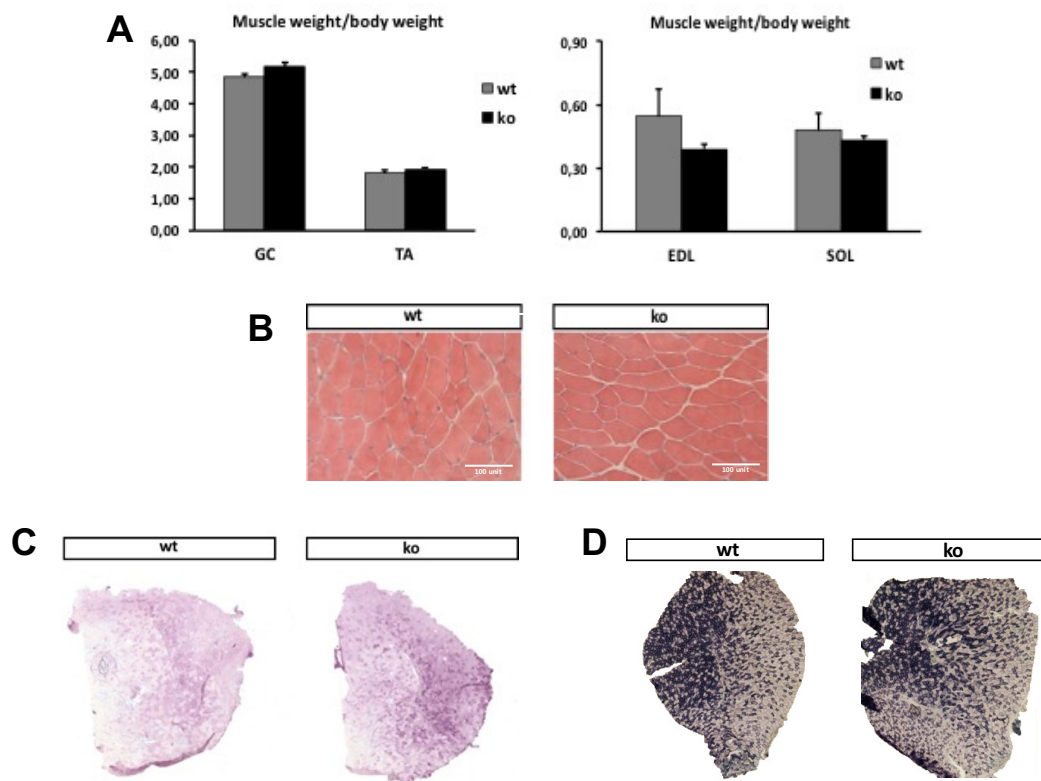 A
Muscle weight/body weight
6,00
5,00
4,00
3,00
2,00
1,00
0,00
GC
TA
wt
ko
Muscle weight/body weight
0,90
0,60
0,30
0,00
EDL
SOL
wt
ko
B
wt
100 unit
ko
100 unit
C
wt
ko
D
wt
ko